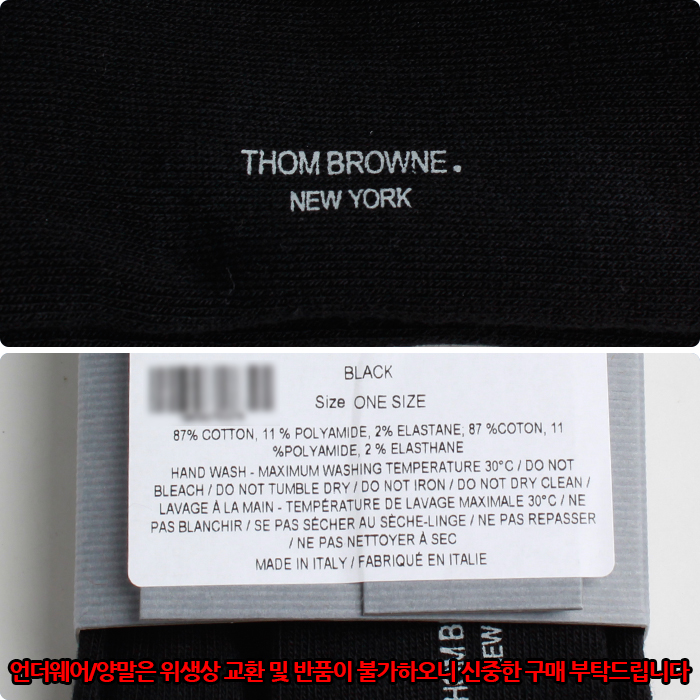 THOM BROWNE.
NEW YORK
BLACK
Size ONE SIZE
87% COTTON, 11 % POLYAMIDE, 2% ELASTANE; 87 %COTON, 11
%POLYAMIDE, 2 % ELASTHANE
HAND WASH - MAXIMUM WASHING TEMPERATURE 30°C / DO NOT
BLEACH / DO NOT TUMBLE DRY / DO NOT IRON / DO NOT DRY CLEAN /
LAVAGE À LA MAIN - TEMPÉRATURE DE LAVAGE MAXIMALE 30°C / NE
PAS BLANCHIR / SE PAS SÉCHER AU SÈCHE-LINGE / NE PAS REPASSER
/ NE PAS NETTOYER À SEC
MADE IN ITALY / FABRIQUÉ EN ITALIE
THOM B
NEW
언더웨어/양말은 위생상 교환 및 반품이 불가하오니 신중한 구매 부탁드립니다